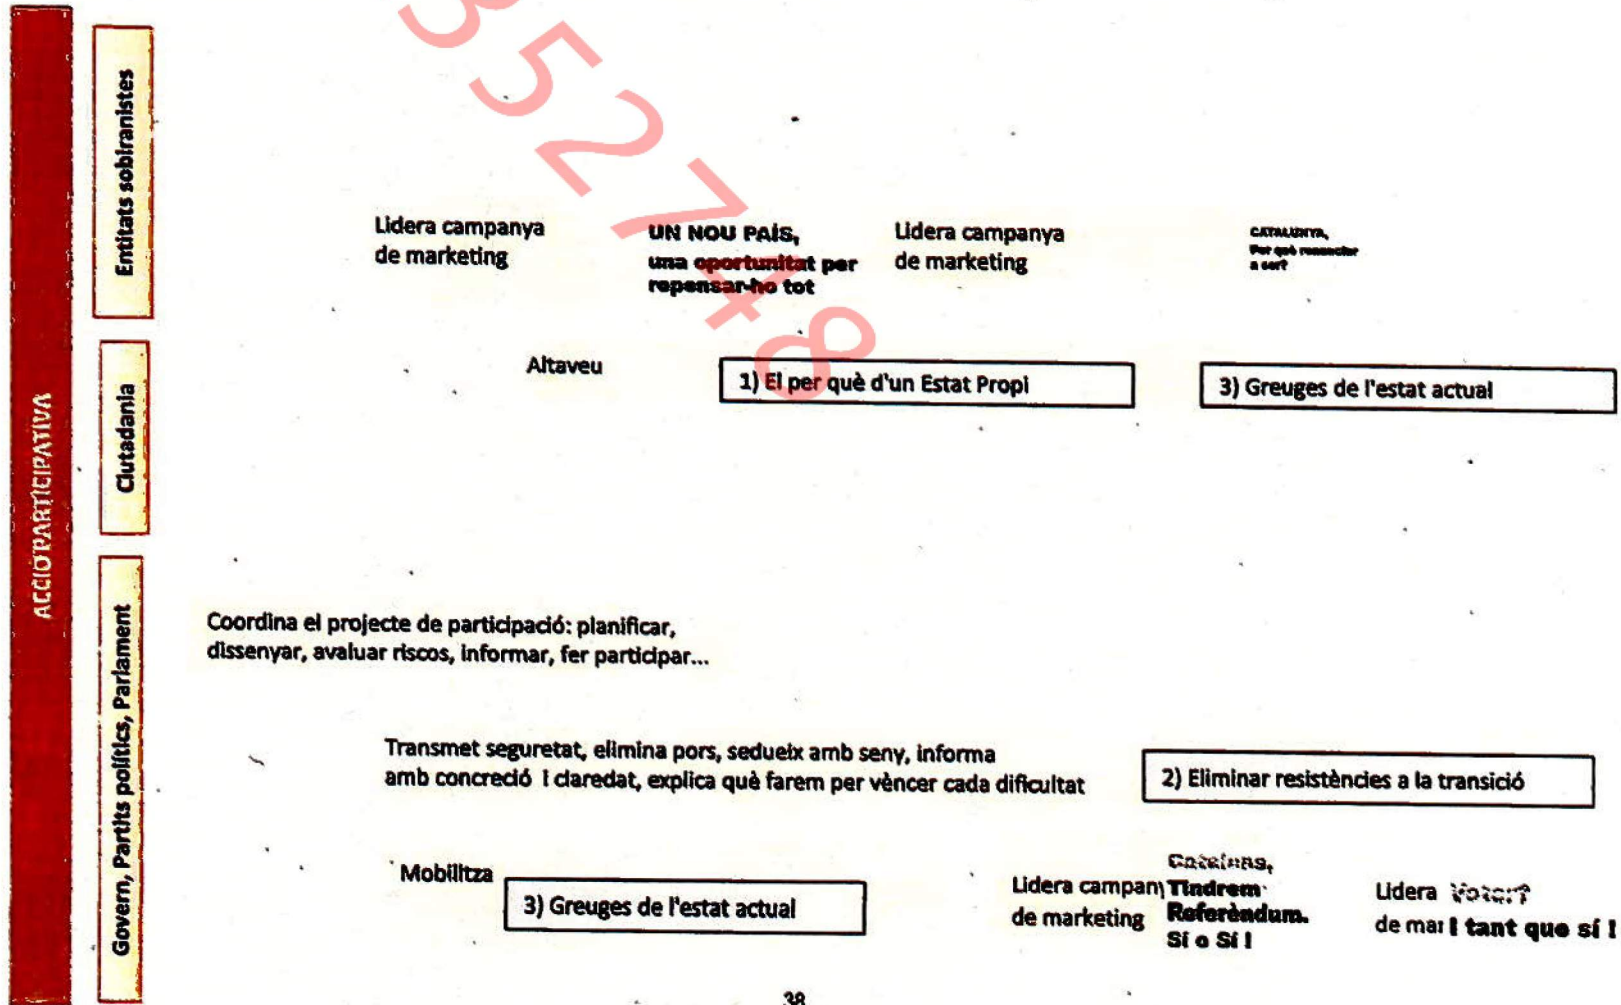 35248
ACCIÓ PARTICIPATIVA
Entitats sobiranistes
Lidera campanya
de marketing
UN NOU PAÍS,
una oportunitat per
repensar-ho tot
Lidera campanya
de marketing
CATALUNYA,
Per què renunciar
a ser?
Ciutadania
Altaveu
1) El per què d'un Estat Propi
3) Greuges de l'estat actual
Govern, Partits polítics, Parlament
Coordina el projecte de participació: planificar,
dissenyar, avaluar riscos, informar, fer participar...
Transmet seguretat, elimina pors, sedueix amb seny, informa
amb concreció i claredat, explica què farem per vèncer cada dificultat
2) Eliminar resistències a la transició
Mobilitza
3) Greuges de l'estat actual
Lidera campan
de marketing
Catalans,
Tindrem
Referèndum.
Sí o Sí !
Lidera
de mar
Votar?
I tant que sí !
38